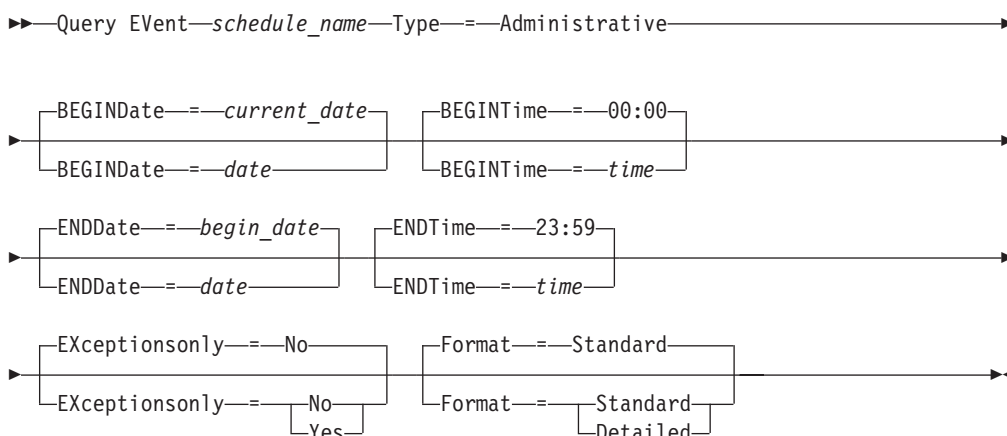 Query EVent schedule_name Type = Administrative
BEGINDate = current_date BEGINTime = 00:00
BEGINDate = date BEGINTime = time
ENDDate = begin_date ENDTime = 23:59
ENDDate = date ENDTime = time
EXceptionsonly = No Format = Standard
EXceptionsonly = No Format = Standard
Yes Detailed